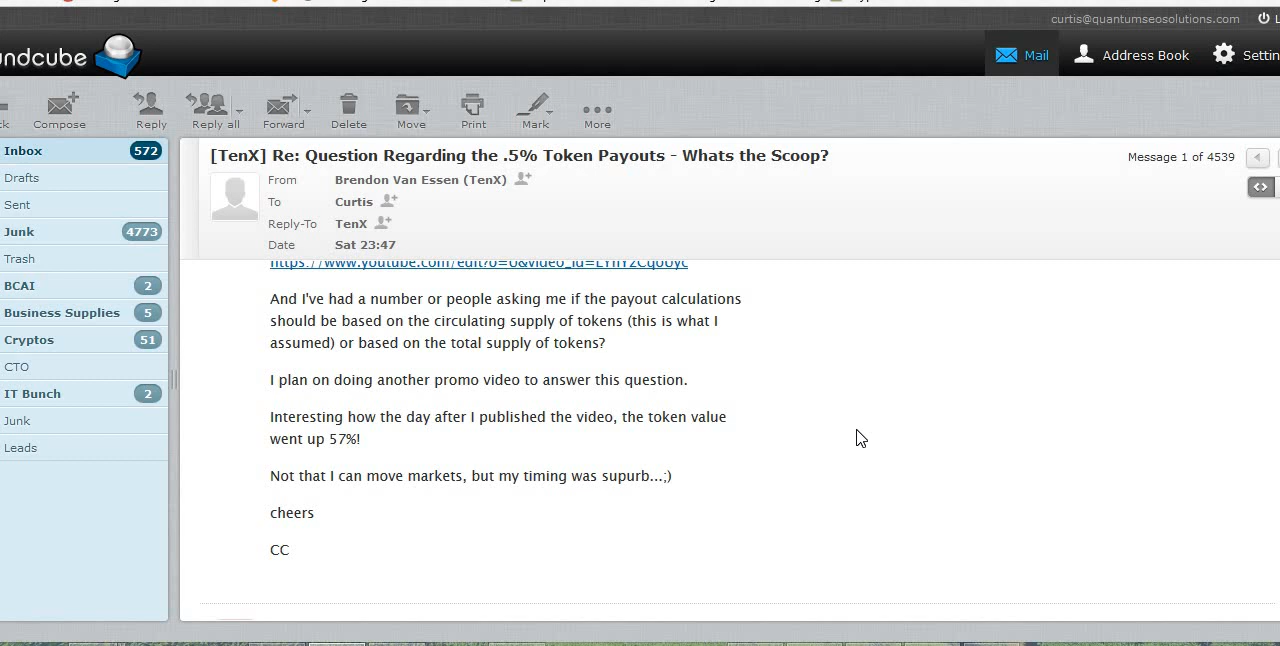 curtis@quantumseosolutions.com
undcube
Mail
Address Book
Settin
Compose
Reply
Reply all
Forward
Delete
Move
Print
Mark
More
Inbox 572
Drafts
Sent
Junk 4773
Trash
BCAI 2
Business Supplies 5
Cryptos 51
CTO
IT Bunch 2
Junk
Leads
[TenX] Re: Question Regarding the .5% Token Payouts - Whats the Scoop?
Message 1 of 4539
From Brendon Van Essen (TenX)
To Curtis
Reply-To TenX
Date Sat 23:47
And I've had a number or people asking me if the payout calculations
should be based on the circulating supply of tokens (this is what I
assumed) or based on the total supply of tokens?
I plan on doing another promo video to answer this question.
Interesting how the day after I published the video, the token value
went up 57%!
Not that I can move markets, but my timing was supurb...;)
cheers
CC